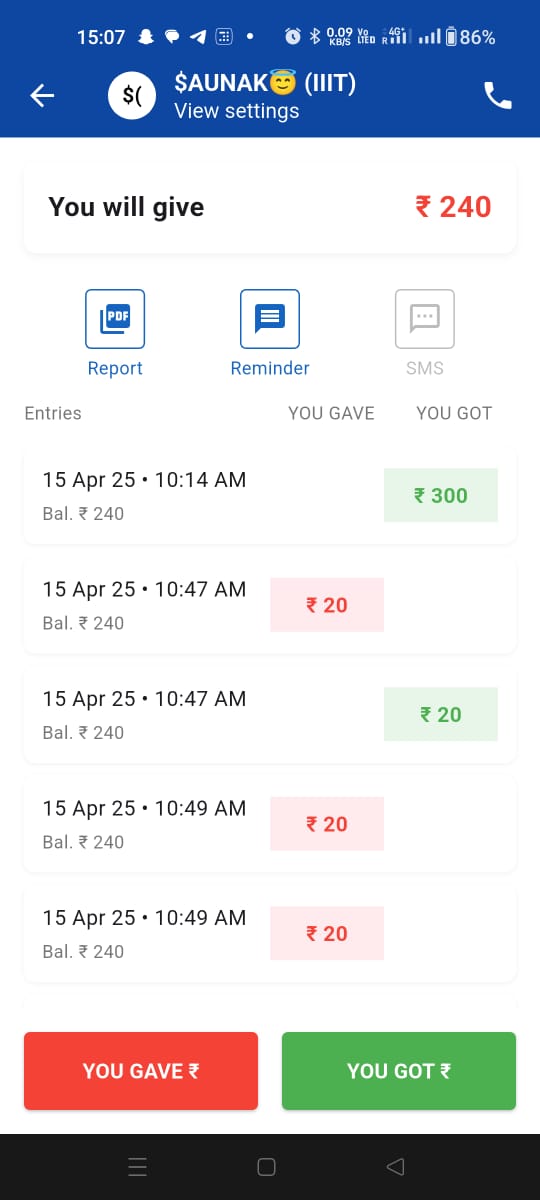 15:07 0.09 KB/S Vo LTED R 4G+ 86%
$( $AUNAK😇 (IIIT)
View settings
You will give ₹ 240
PDF
Report Reminder SMS
Entries YOU GAVE YOU GOT
15 Apr 25 • 10:14 AM
Bal. ₹ 240
₹ 300
15 Apr 25 • 10:47 AM
Bal. ₹ 240
₹ 20
15 Apr 25 • 10:47 AM
Bal. ₹ 240
₹ 20
15 Apr 25 • 10:49 AM
Bal. ₹ 240
₹ 20
15 Apr 25 • 10:49 AM
Bal. ₹ 240
₹ 20
YOU GAVE ₹ YOU GOT ₹